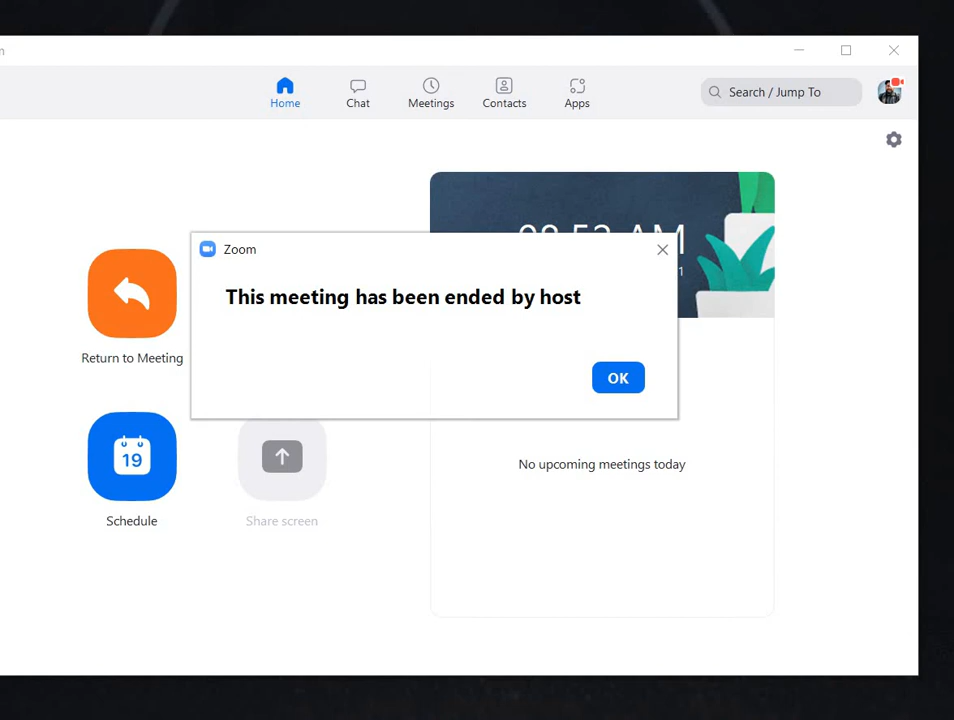 Home
Chat
Meetings
Contacts
Apps
Search / Jump To
Zoom
This meeting has been ended by host
OK
Return to Meeting
19
Schedule
Share screen
No upcoming meetings today